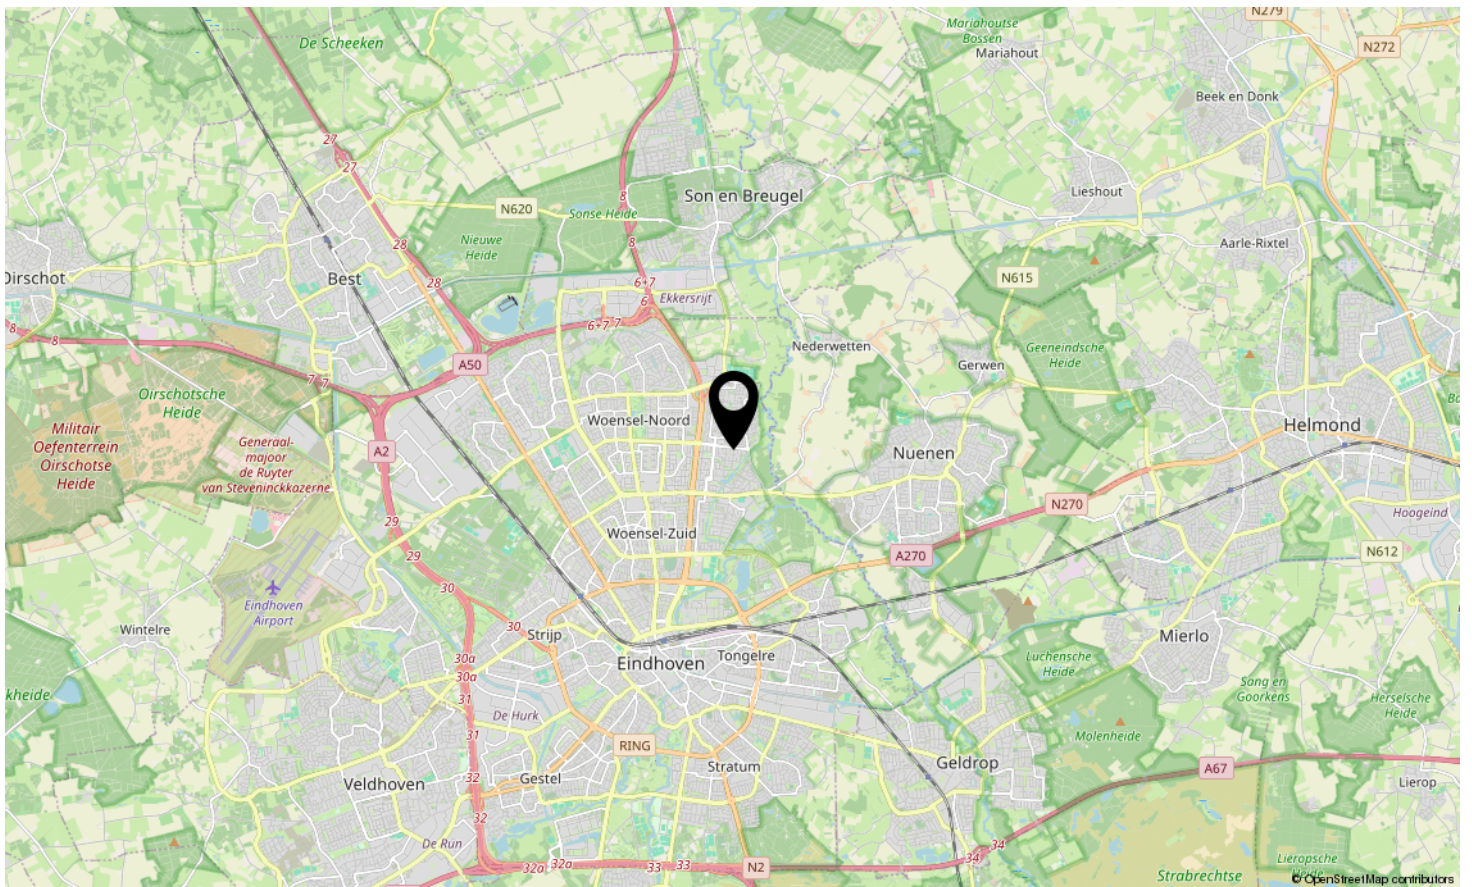 N279
De Scheeken
Mariahoutse
Bossen
Mariahout
N272
Beek en Donk
27
27
8
Son en Breugel
Lieshout
N620
Sonse Heide
28
8
Nieuwe
Heide
Aarle-Rixtel
Oirschot
Best
28
6+7
N615
6
Ekkersrijt
8
8
6+7
7
Nederwetten
Geeneindsche
Heide
A50
Gerwen
7
7
Oirschotsche
Heide
Woensel-Noord
Helmond
Militair
Oefenterrein
Oirschotse
Heide
Generaal-
majoor
de Ruyter
van Steveninckkazerne
A2
Nuenen
N270
Hoogeind
29
Woensel-Zuid
29
A270
N612
30
Eindhoven
Airport
30
Wintelre
Strijp
Mierlo
30a
30a
Eindhoven
Tongelre
Luchensche
Heide
kheide
31
Sang en
Goorkens
Herselsche
Heide
De Hurk
31
RING
Molenheide
Geldrop
A67
Stratum
32
Gestel
Veldhoven
Lierop
32
De Run
34
34
32a
32a
33
33
N2
Strabrechtse
Lieropsche
Heide
© OpenStreetMap contributors